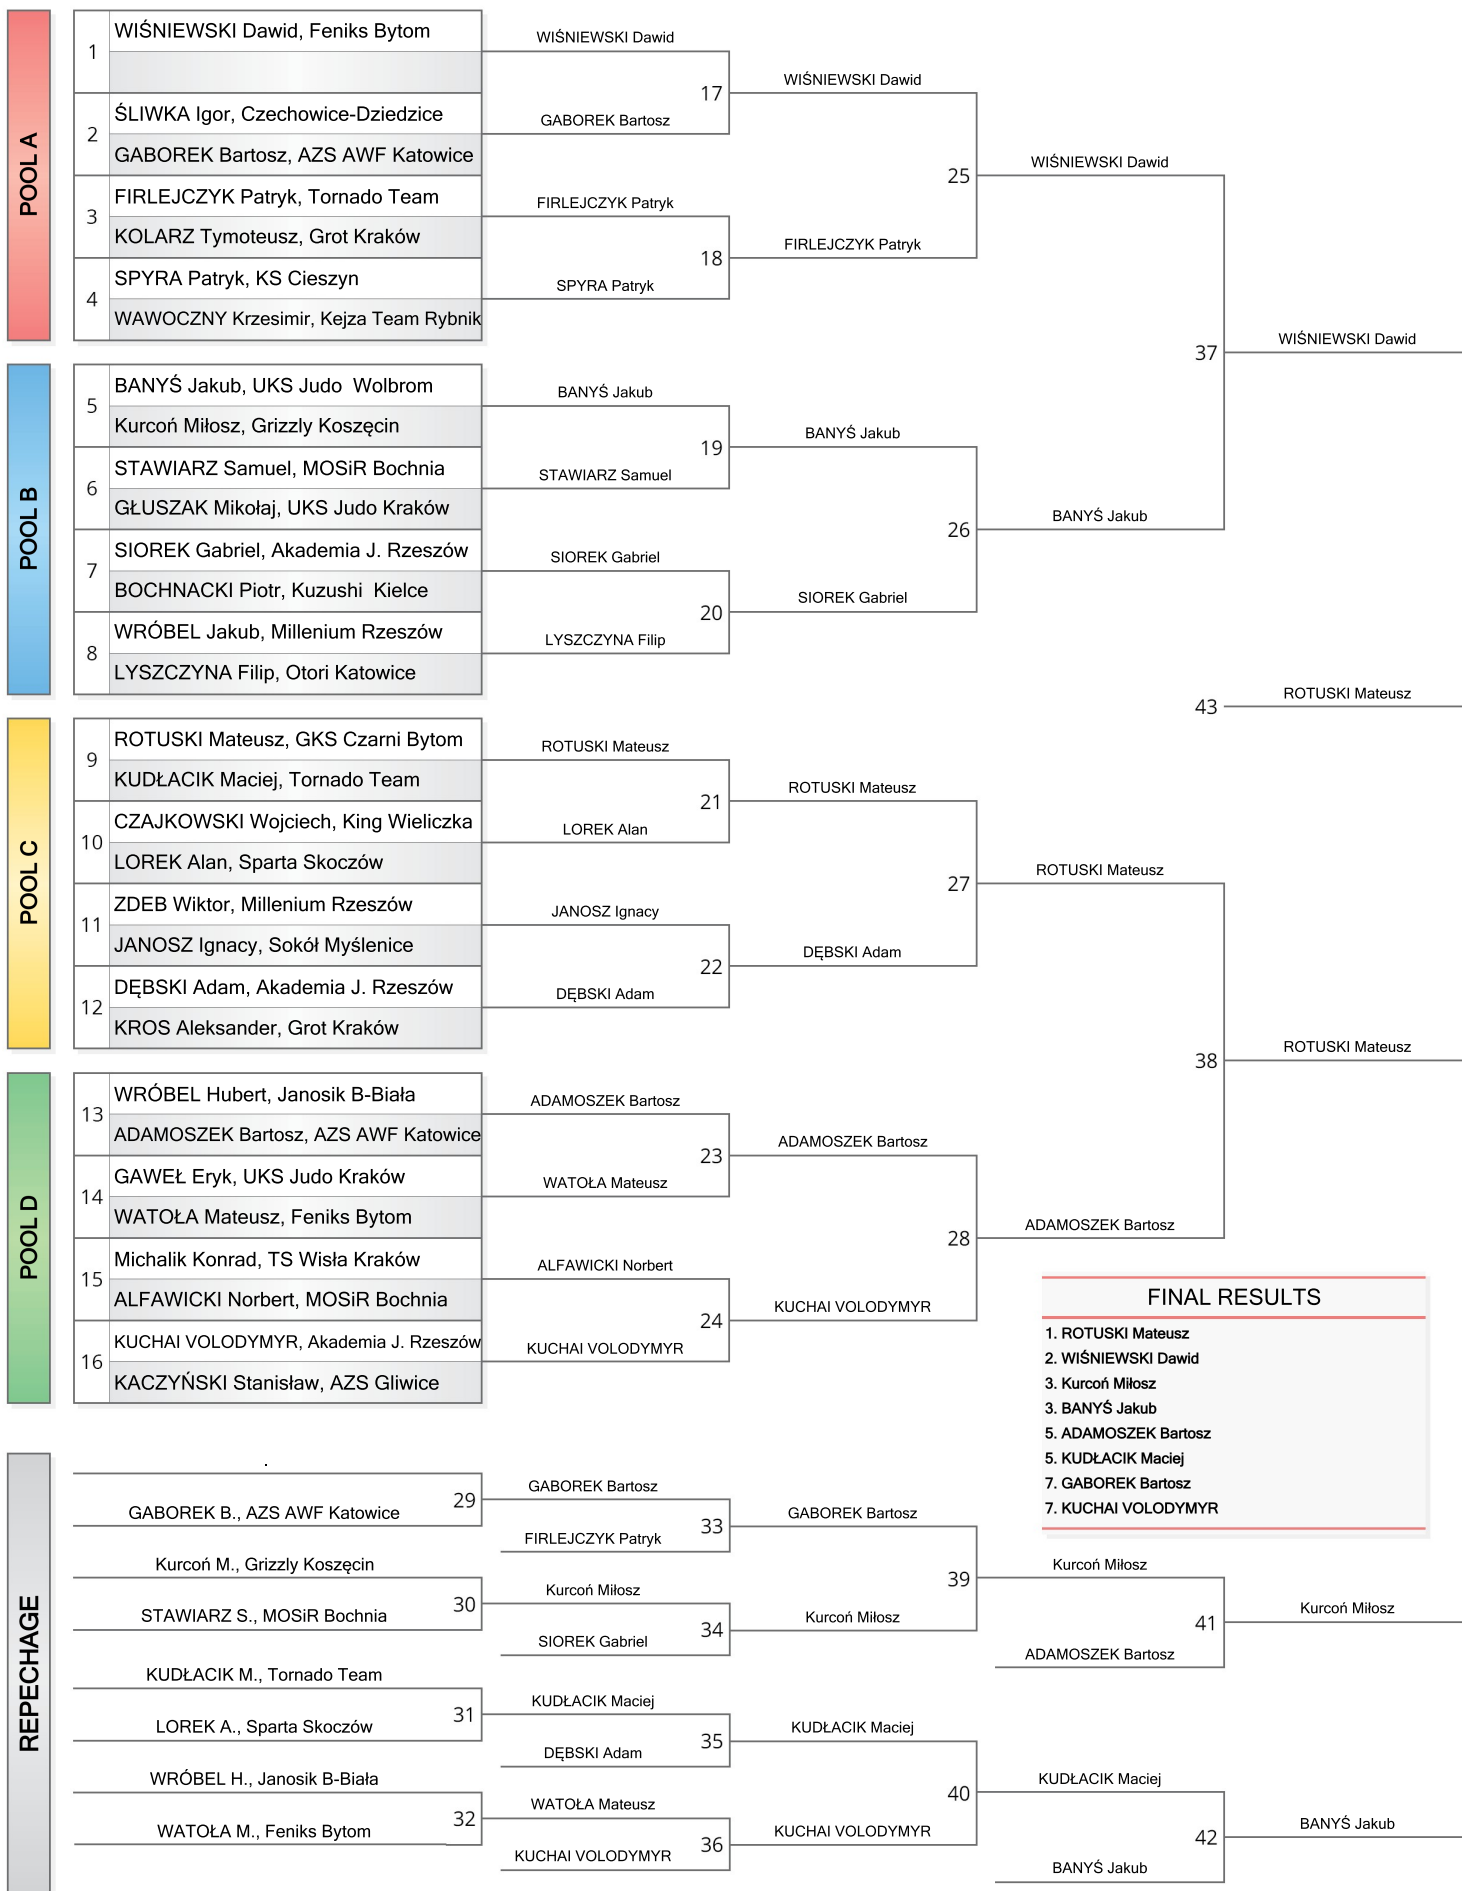 POOL A
1
WIŚNIEWSKI Dawid, Feniks Bytom
2
ŚLIWKA Igor, Czechowice-Dziedzice
GABOREK Bartosz, AZS AWF Katowice
3
FIRLEJCZYK Patryk, Tornado Team
KOLARZ Tymoteusz, Grot Kraków
4
SPYRA Patryk, KS Cieszyn
WAWOCZNY Krzesimir, Kejza Team Rybnik
WIŚNIEWSKI Dawid
17
GABOREK Bartosz
FIRLEJCZYK Patryk
18
SPYRA Patryk
WIŚNIEWSKI Dawid
25
FIRLEJCZYK Patryk
WIŚNIEWSKI Dawid
37
WIŚNIEWSKI Dawid
POOL B
5
BANYŚ Jakub, UKS Judo  Wolbrom
Kurcoń Miłosz, Grizzly Koszęcin
6
STAWIARZ Samuel, MOSiR Bochnia
GŁUSZAK Mikołaj, UKS Judo Kraków
7
SIOREK Gabriel, Akademia J. Rzeszów
BOCHNACKI Piotr, Kuzushi  Kielce
8
WRÓBEL Jakub, Millenium Rzeszów
LYSZCZYNA Filip, Otori Katowice
BANYŚ Jakub
19
STAWIARZ Samuel
SIOREK Gabriel
20
LYSZCZYNA Filip
BANYŚ Jakub
26
SIOREK Gabriel
BANYŚ Jakub
43
ROTUSKI Mateusz
POOL C
9
ROTUSKI Mateusz, GKS Czarni Bytom
KUDŁACIK Maciej, Tornado Team
10
CZAJKOWSKI Wojciech, King Wieliczka
LOREK Alan, Sparta Skoczów
11
ZDEB Wiktor, Millenium Rzeszów
JANOSZ Ignacy, Sokół Myślenice
12
DĘBSKI Adam, Akademia J. Rzeszów
KROS Aleksander, Grot Kraków
ROTUSKI Mateusz
21
LOREK Alan
JANOSZ Ignacy
22
DĘBSKI Adam
ROTUSKI Mateusz
27
DĘBSKI Adam
ROTUSKI Mateusz
38
ROTUSKI Mateusz
POOL D
13
WRÓBEL Hubert, Janosik B-Biała
ADAMOSZEK Bartosz, AZS AWF Katowice
14
GAWEŁ Eryk, UKS Judo Kraków
WATOŁA Mateusz, Feniks Bytom
15
Michalik Konrad, TS Wisła Kraków
ALFAWICKI Norbert, MOSiR Bochnia
16
KUCHAI VOLODYMYR, Akademia J. Rzeszów
KACZYŃSKI Stanisław, AZS Gliwice
ADAMOSZEK Bartosz
23
WATOŁA Mateusz
ALFAWICKI Norbert
24
KUCHAI VOLODYMYR
ADAMOSZEK Bartosz
28
KUCHAI VOLODYMYR
ADAMOSZEK Bartosz
FINAL RESULTS
1. ROTUSKI Mateusz
2. WIŚNIEWSKI Dawid
3. Kurcoń Miłosz
3. BANYŚ Jakub
5. ADAMOSZEK Bartosz
5. KUDŁACIK Maciej
7. GABOREK Bartosz
7. KUCHAI VOLODYMYR
REPECHAGE
.
29
GABOREK B., AZS AWF Katowice
Kurcoń M., Grizzly Koszęcin
30
STAWIARZ S., MOSiR Bochnia
KUDŁACIK M., Tornado Team
31
LOREK A., Sparta Skoczów
WRÓBEL H., Janosik B-Biała
32
WATOŁA M., Feniks Bytom
GABOREK Bartosz
33
FIRLEJCZYK Patryk
Kurcoń Miłosz
34
SIOREK Gabriel
KUDŁACIK Maciej
35
DĘBSKI Adam
WATOŁA Mateusz
36
KUCHAI VOLODYMYR
GABOREK Bartosz
39
Kurcoń Miłosz
KUDŁACIK Maciej
40
KUCHAI VOLODYMYR
Kurcoń Miłosz
41
ADAMOSZEK Bartosz
KUDŁACIK Maciej
42
BANYŚ Jakub
Kurcoń Miłosz
BANYŚ Jakub